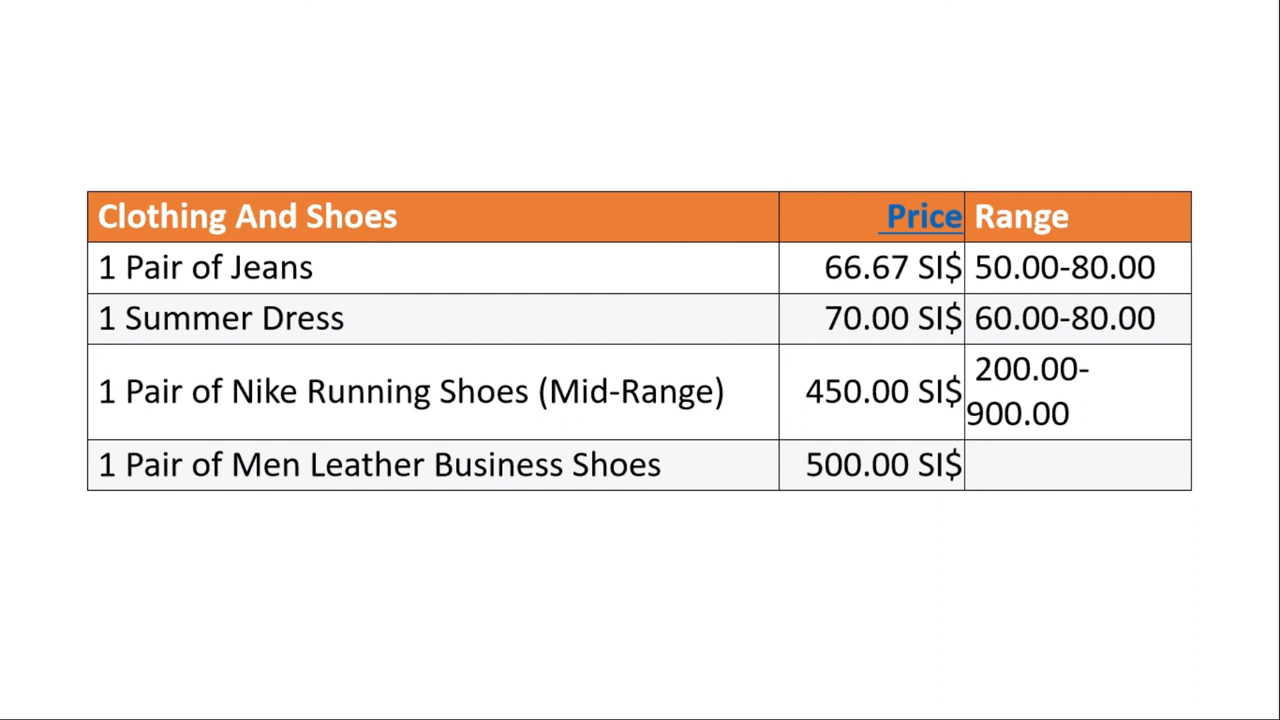 Clothing And Shoes Price Range
1 Pair of Jeans 66.67 SI$ 50.00-80.00
1 Summer Dress 70.00 SI$ 60.00-80.00
1 Pair of Nike Running Shoes (Mid-Range) 450.00 SI$ 200.00-
900.00
1 Pair of Men Leather Business Shoes 500.00 SI$